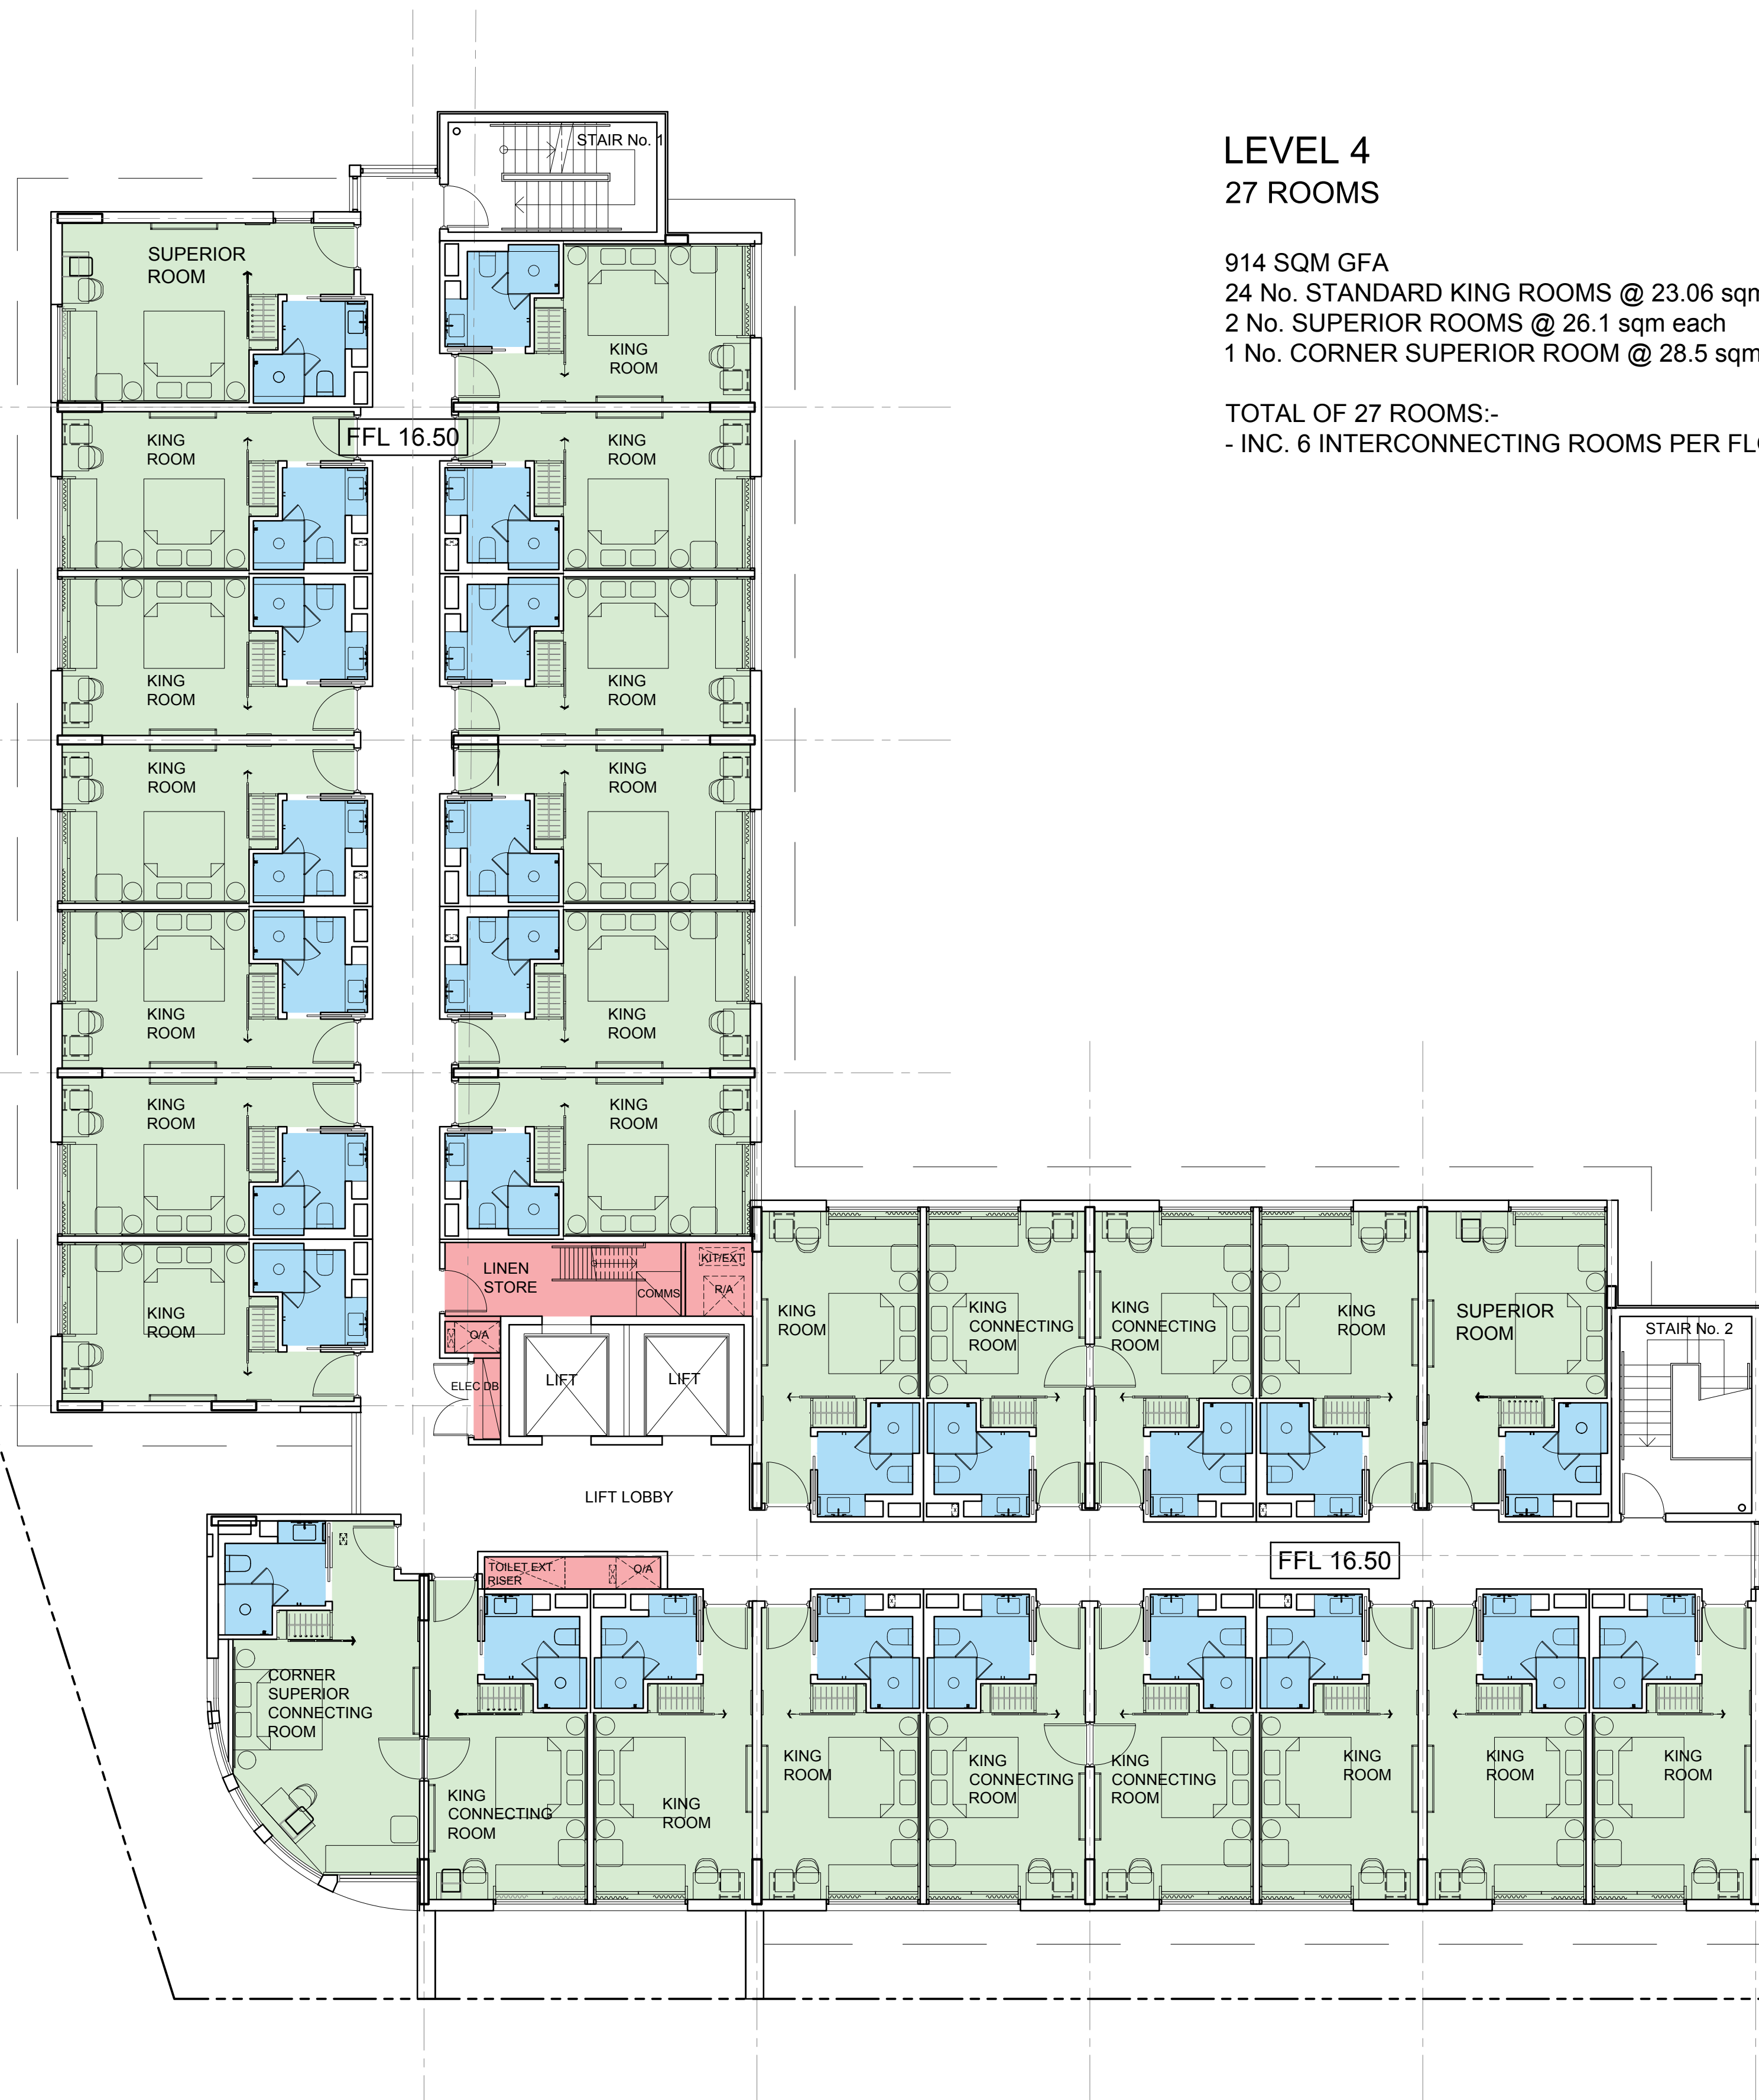 STAIR No. 1
LEVEL 4
27 ROOMS
914 SQM GFA
24 No. STANDARD KING ROOMS @ 23.06 sqm
2 No. SUPERIOR ROOMS @ 26.1 sqm each
1 No. CORNER SUPERIOR ROOM @ 28.5 sqm
TOTAL OF 27 ROOMS:-
- INC. 6 INTERCONNECTING ROOMS PER FLO
SUPERIOR
ROOM
KING
ROOM
KING
ROOM
FFL 16.50
KING
ROOM
KING
ROOM
KING
ROOM
KING
ROOM
KING
ROOM
KING
ROOM
KING
ROOM
KING
ROOM
KING
ROOM
KING
ROOM
LINEN
STORE
COMMS
KIT/EXT
R/A
O/A
ELEC DB
LIFT
LIFT
KING
ROOM
KING
CONNECTING
ROOM
KING
CONNECTING
ROOM
KING
ROOM
SUPERIOR
ROOM
STAIR No. 2
LIFT LOBBY
FFL 16.50
TOILET EXT.
RISER
O/A
CORNER
SUPERIOR
CONNECTING
ROOM
KING
CONNECTING
ROOM
KING
ROOM
KING
ROOM
KING
CONNECTING
ROOM
KING
CONNECTING
ROOM
KING
ROOM
KING
ROOM
KING
ROOM